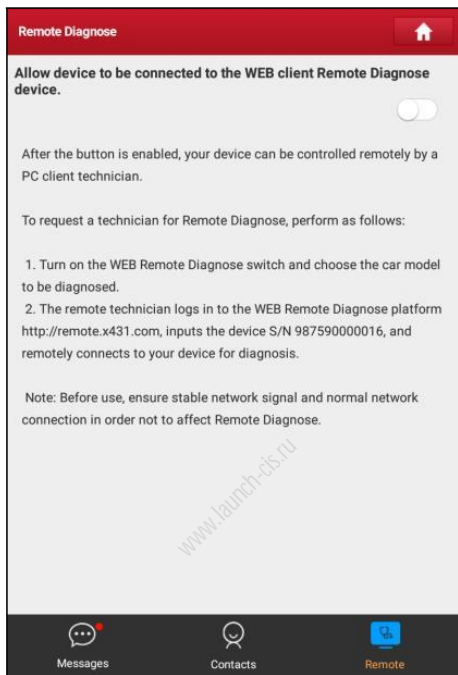 Remote Diagnose
Allow device to be connected to the WEB client Remote Diagnose
device.
After the button is enabled, your device can be controlled remotely by a
PC client technician.
To request a technician for Remote Diagnose, perform as follows:
1. Turn on the WEB Remote Diagnose switch and choose the car model
to be diagnosed.
2. The remote technician logs in to the WEB Remote Diagnose platform
http://remote.x431.com, inputs the device S/N 987590000016, and
remotely connects to your device for diagnosis.
Note: Before use, ensure stable network signal and normal network
connection in order not to affect Remote Diagnose.
www.launch-cis.ru
Messages
Contacts
Remote